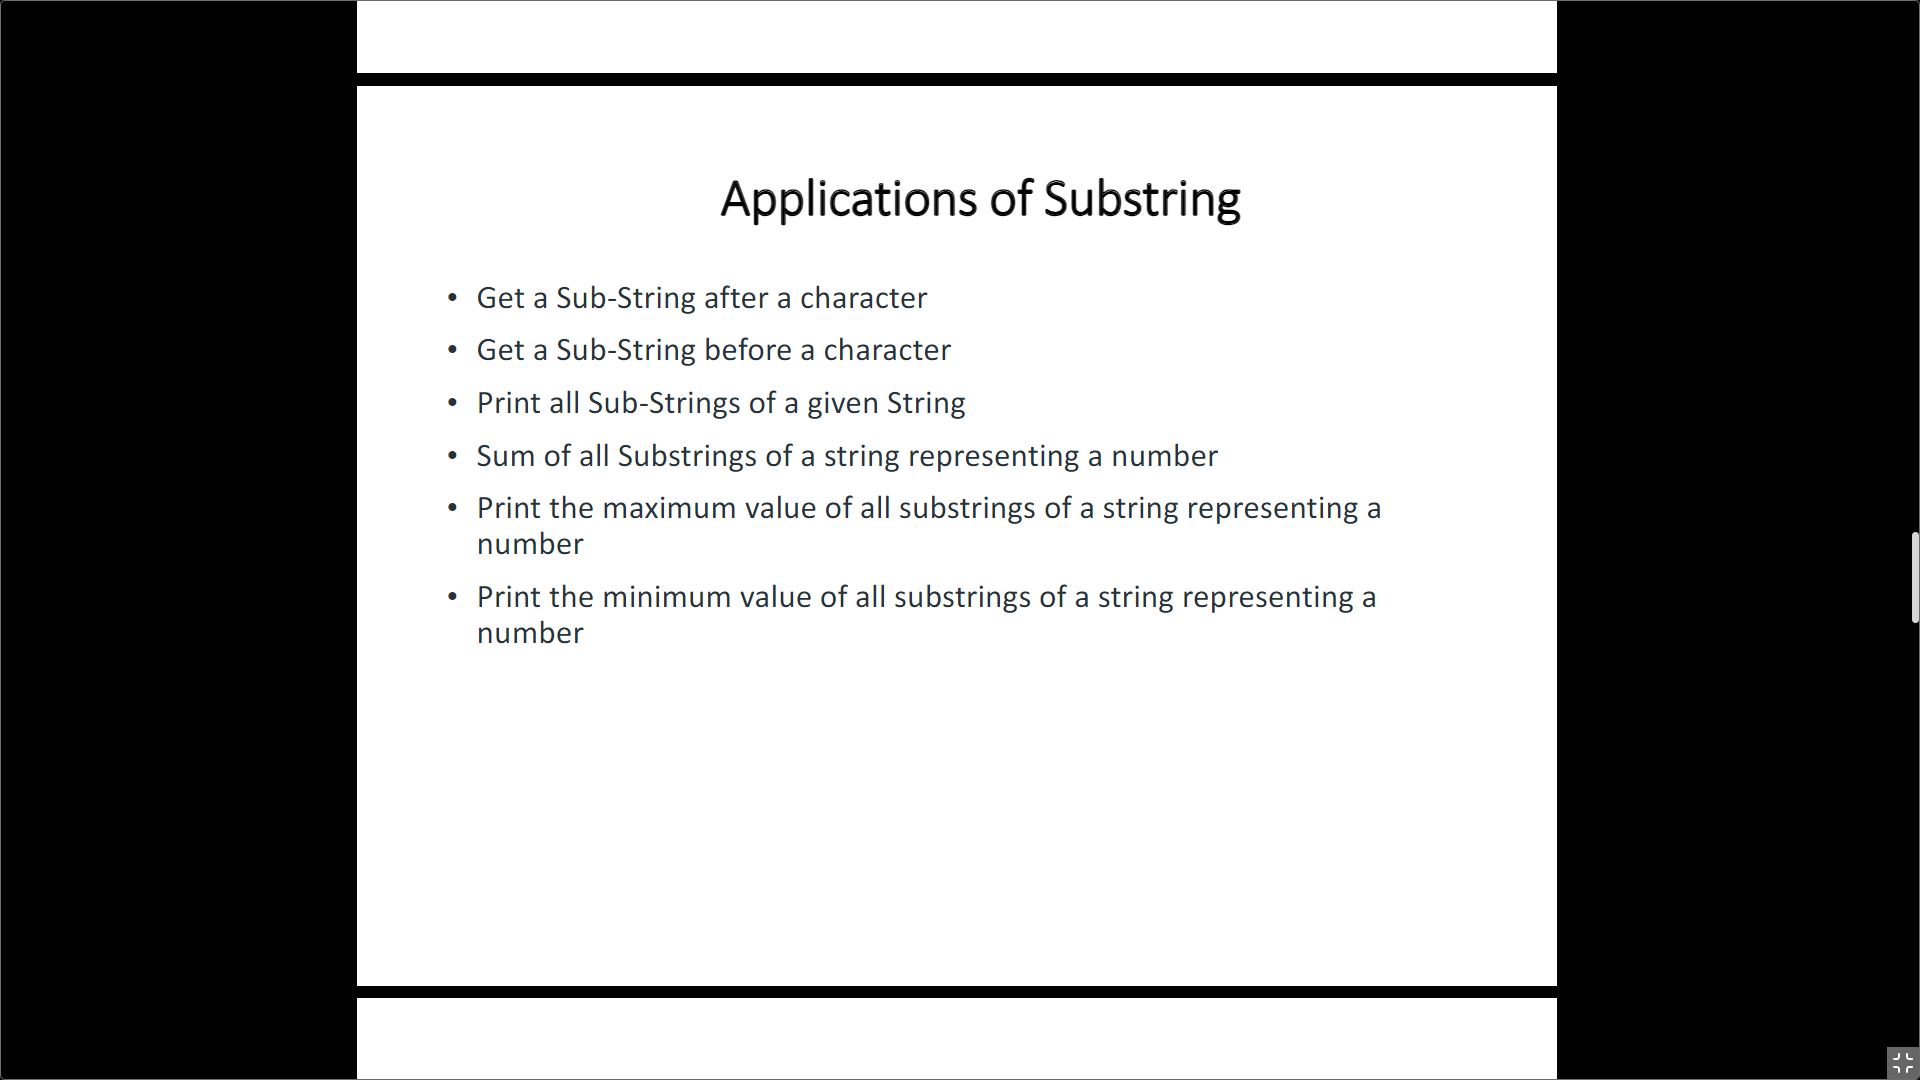 Applications of Substring
• Get a Sub-String after a character
• Get a Sub-String before a character
• Print all Sub-Strings of a given String
• Sum of all Substrings of a string representing a number
• Print the maximum value of all substrings of a string representing a
number
• Print the minimum value of all substrings of a string representing a
number